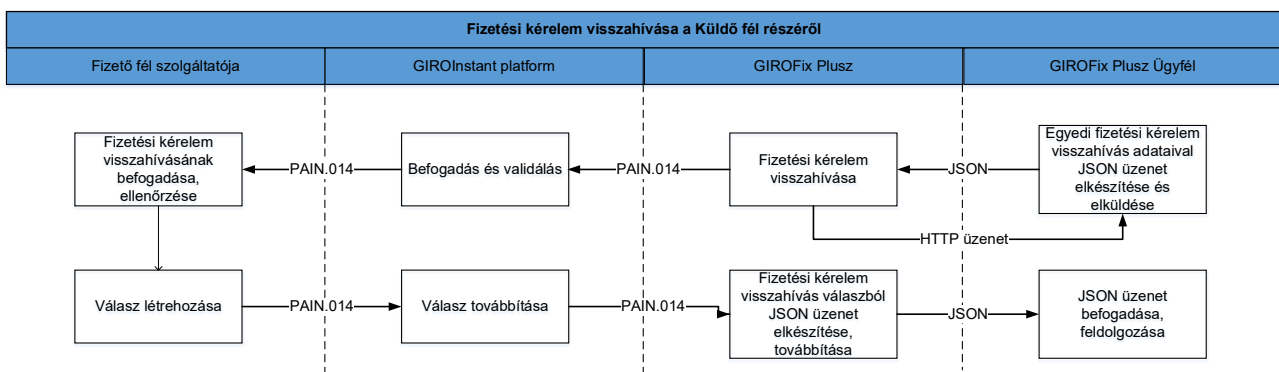 Fizetési kérelem visszahívása a Küldő fél részéről
Fizető fél szolgáltatója
GIROInstant platform
GIROFix Plusz
GIROFix Plusz Ügyfél
Fizetési kérelem
visszahívásának
befogadása,
ellenőrzése
PAIN.014
Befogadás és validálás
PAIN.014
Fizetési kérelem
visszahívása
JSON
Egyedi fizetési kérelem
visszahívás adataival
JSON üzenet
elkészítése és
elküldése
HTTP üzenet
Válasz létrehozása
PAIN.014
Válasz továbbítása
PAIN.014
Fizetési kérelem
visszahívás válaszból
JSON üzenet
elkészítése,
továbbítása
JSON
JSON üzenet
befogadása,
feldolgozása